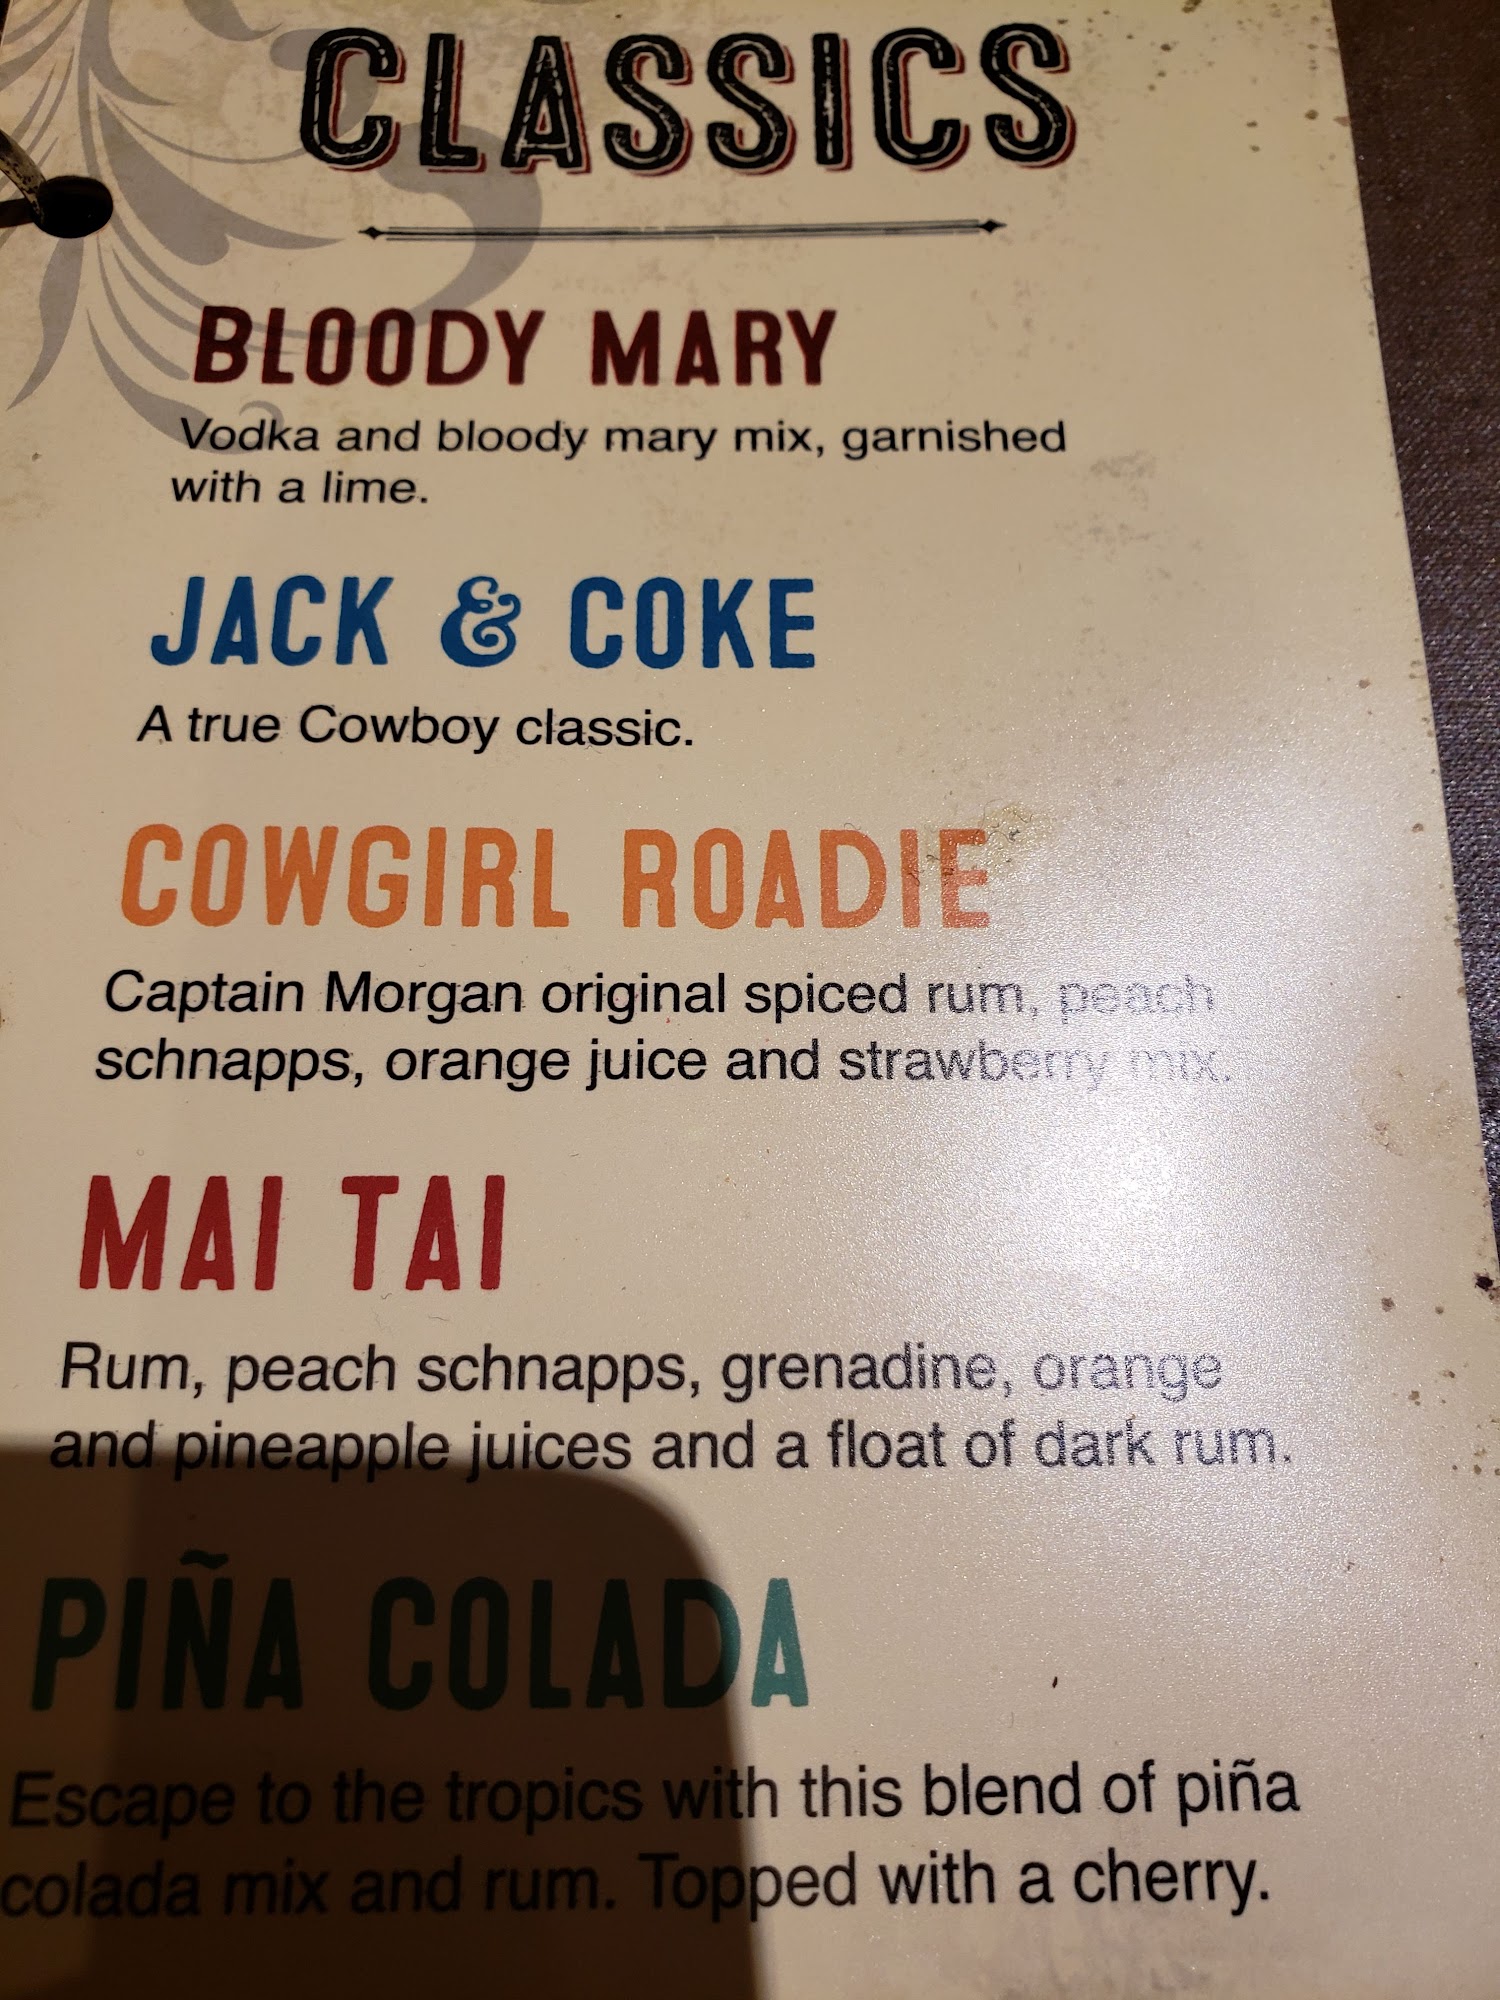 CLASSICS
BLOODY MARY
Vodka and bloody mary mix, garnished
with a lime.
JACK & COKE
A true Cowboy classic.
COWGIRL ROADIE
Captain Morgan original spiced rum, peach
schnapps, orange juice and strawberry mix.
MAI TAI
Rum, peach schnapps, grenadine, orange
and pineapple juices and a float of dark rum.
PIÑA COLADA
Escape to the tropics with this blend of piña
colada mix and rum. Topped with a cherry.